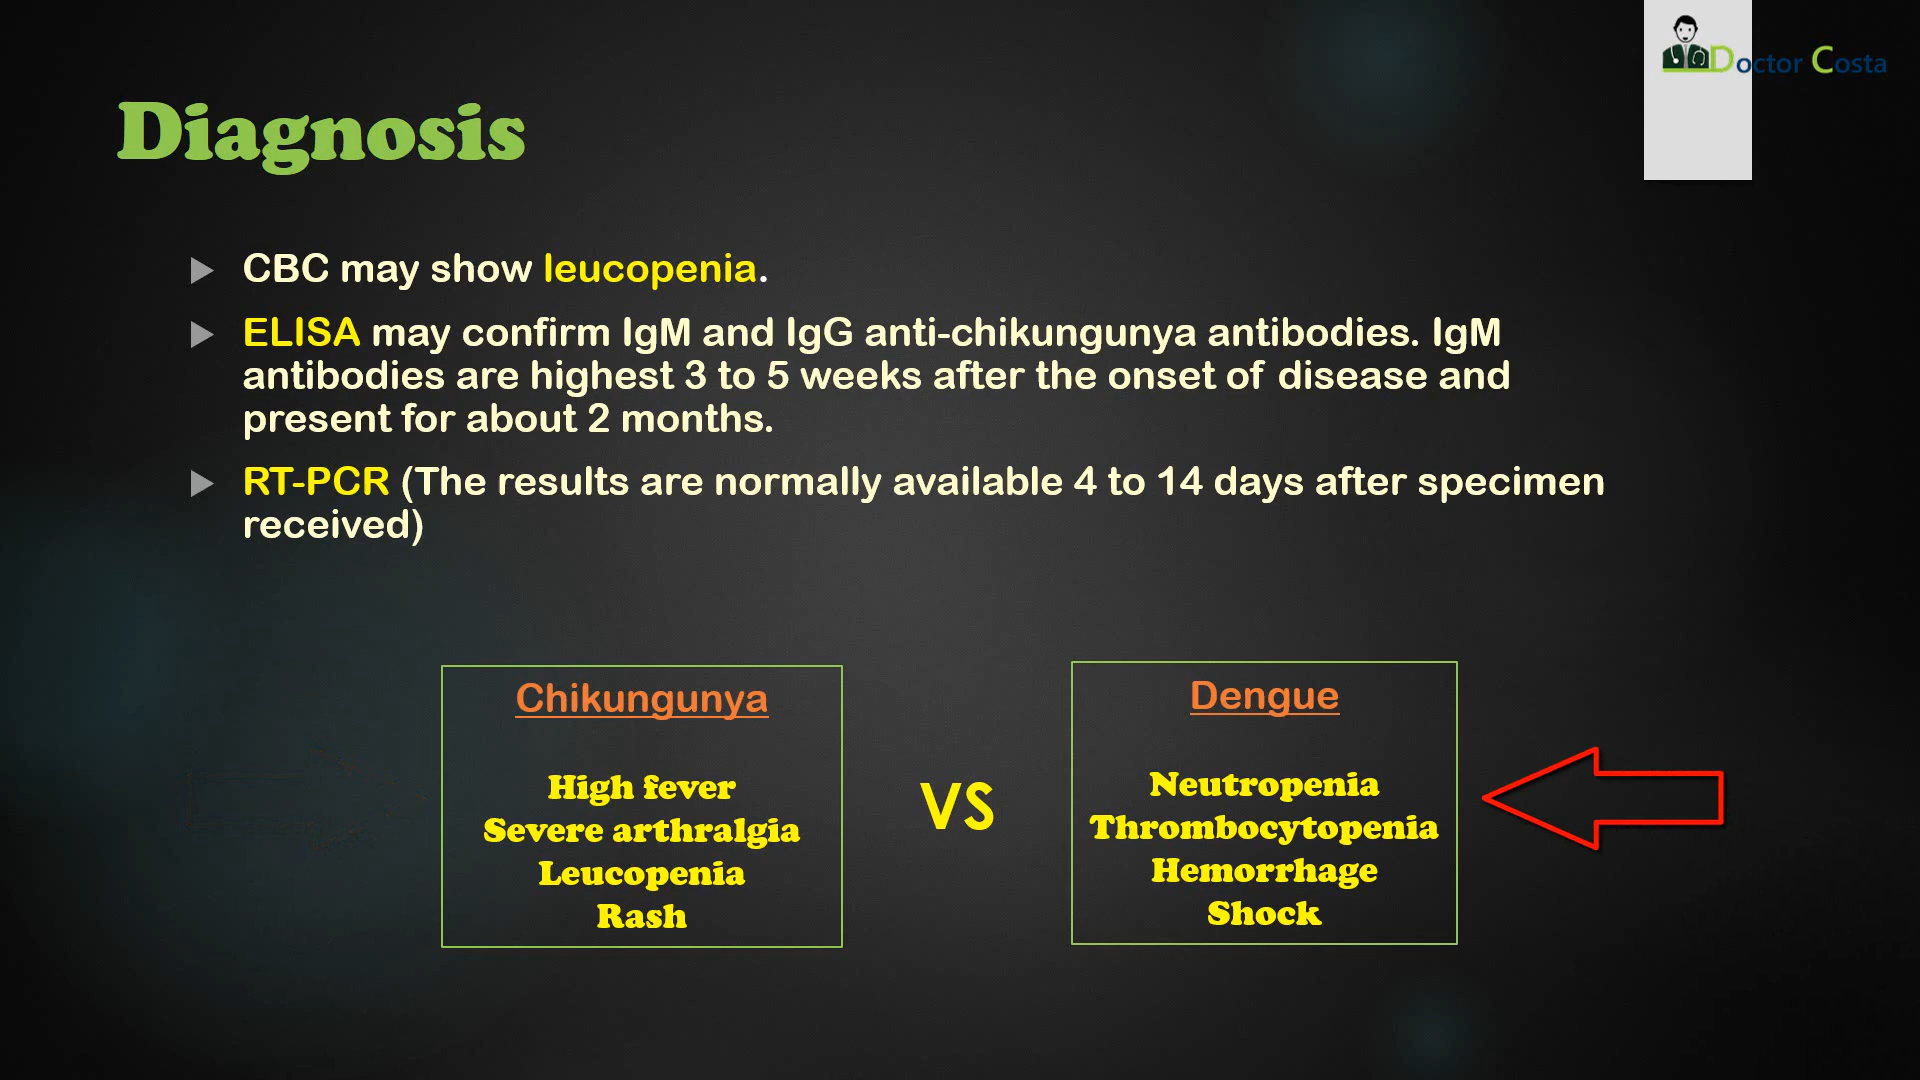 Doctor Costa
Diagnosis
CBC may show leucopenia.
ELISA may confirm IgM and IgG anti-chikungunya antibodies. IgM
antibodies are highest 3 to 5 weeks after the onset of disease and
present for about 2 months.
RT-PCR (The results are normally available 4 to 14 days after specimen
received)
Chikungunya
High fever
Severe arthralgia
Leucopenia
Rash
VS
Dengue
Neutropenia
Thrombocytopenia
Hemorrhage
Shock